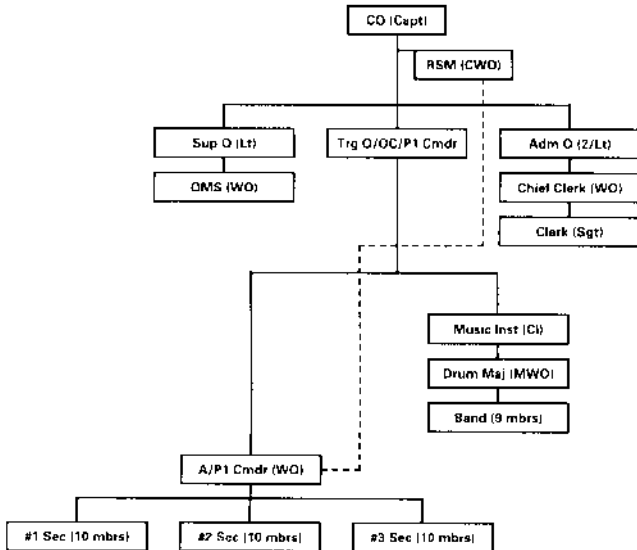 CO (Capt)
RSM (CWO)
Sup O (Lt)
Trg O/OC/P1 Cmdr
Adm O (2/Lt)
QMS (WO)
Chief Clerk (WO)
Clerk (Sgt)
Music Inst (CI)
Drum Maj (MWO)
Band (9 mbrs)
A/P1 Cmdr (WO)
#1 Sec (10 mbrs)
#2 Sec (10 mbrs)
#3 Sec (10 mbrs)